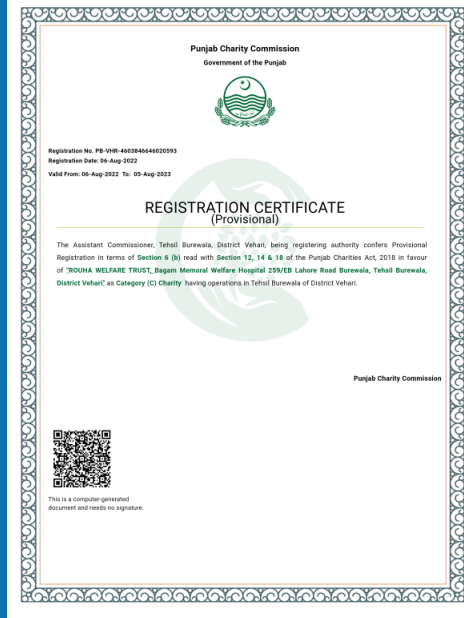 Punjab Charity Commission
Government of the Punjab
Registration No. PB-VHR-4603846646020593
Registration Date: 06-Aug-2022
Valid From: 06-Aug-2022 To: 05-Aug-2023
REGISTRATION CERTIFICATE
(Provisional)
The Assistant Commissioner, Tehsil Burewala, District Vehari, being registering authority confers Provisional
Registration in terms of Section 6 (b) read with Section 12, 14 & 18 of the Punjab Charities Act, 2018 in favour
of "ROUHA WELFARE TRUST, Bagam Memoral Welfare Hospital 259/EB Lahore Road Burewala, Tehsil Burewala,
District Vehari" as Category (C) Charity having operations in Tehsil Burewala of District Vehari.
Punjab Charity Commission
This is a computer-generated
document and needs no signature.